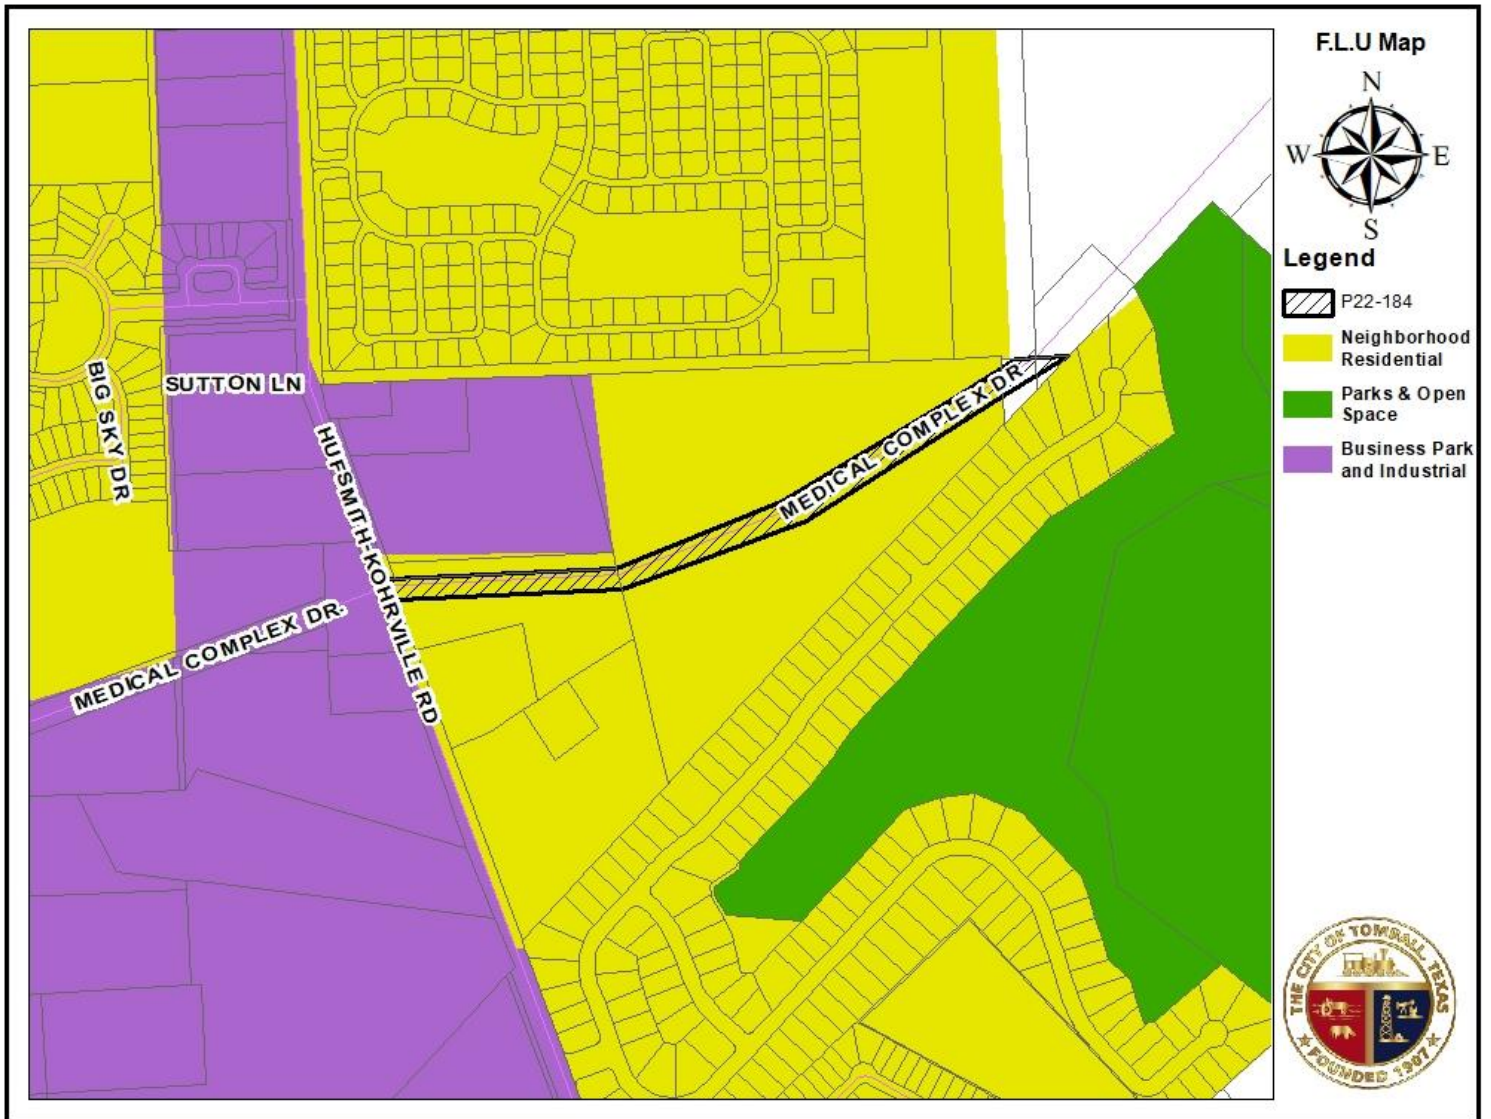 F.L.U Map
N
W
E
S
Legend
P22-184
Neighborhood
Residential
Parks & Open
Space
Business Park
and Industrial
BIG SKY DR
SUTTON LN
HUFSMITH-KOHRVILLE RD
MEDICAL COMPLEX DR
MEDICAL COMPLEX DR.
THE CITY OF TOMBALL, TEXAS
FOUNDED 1907